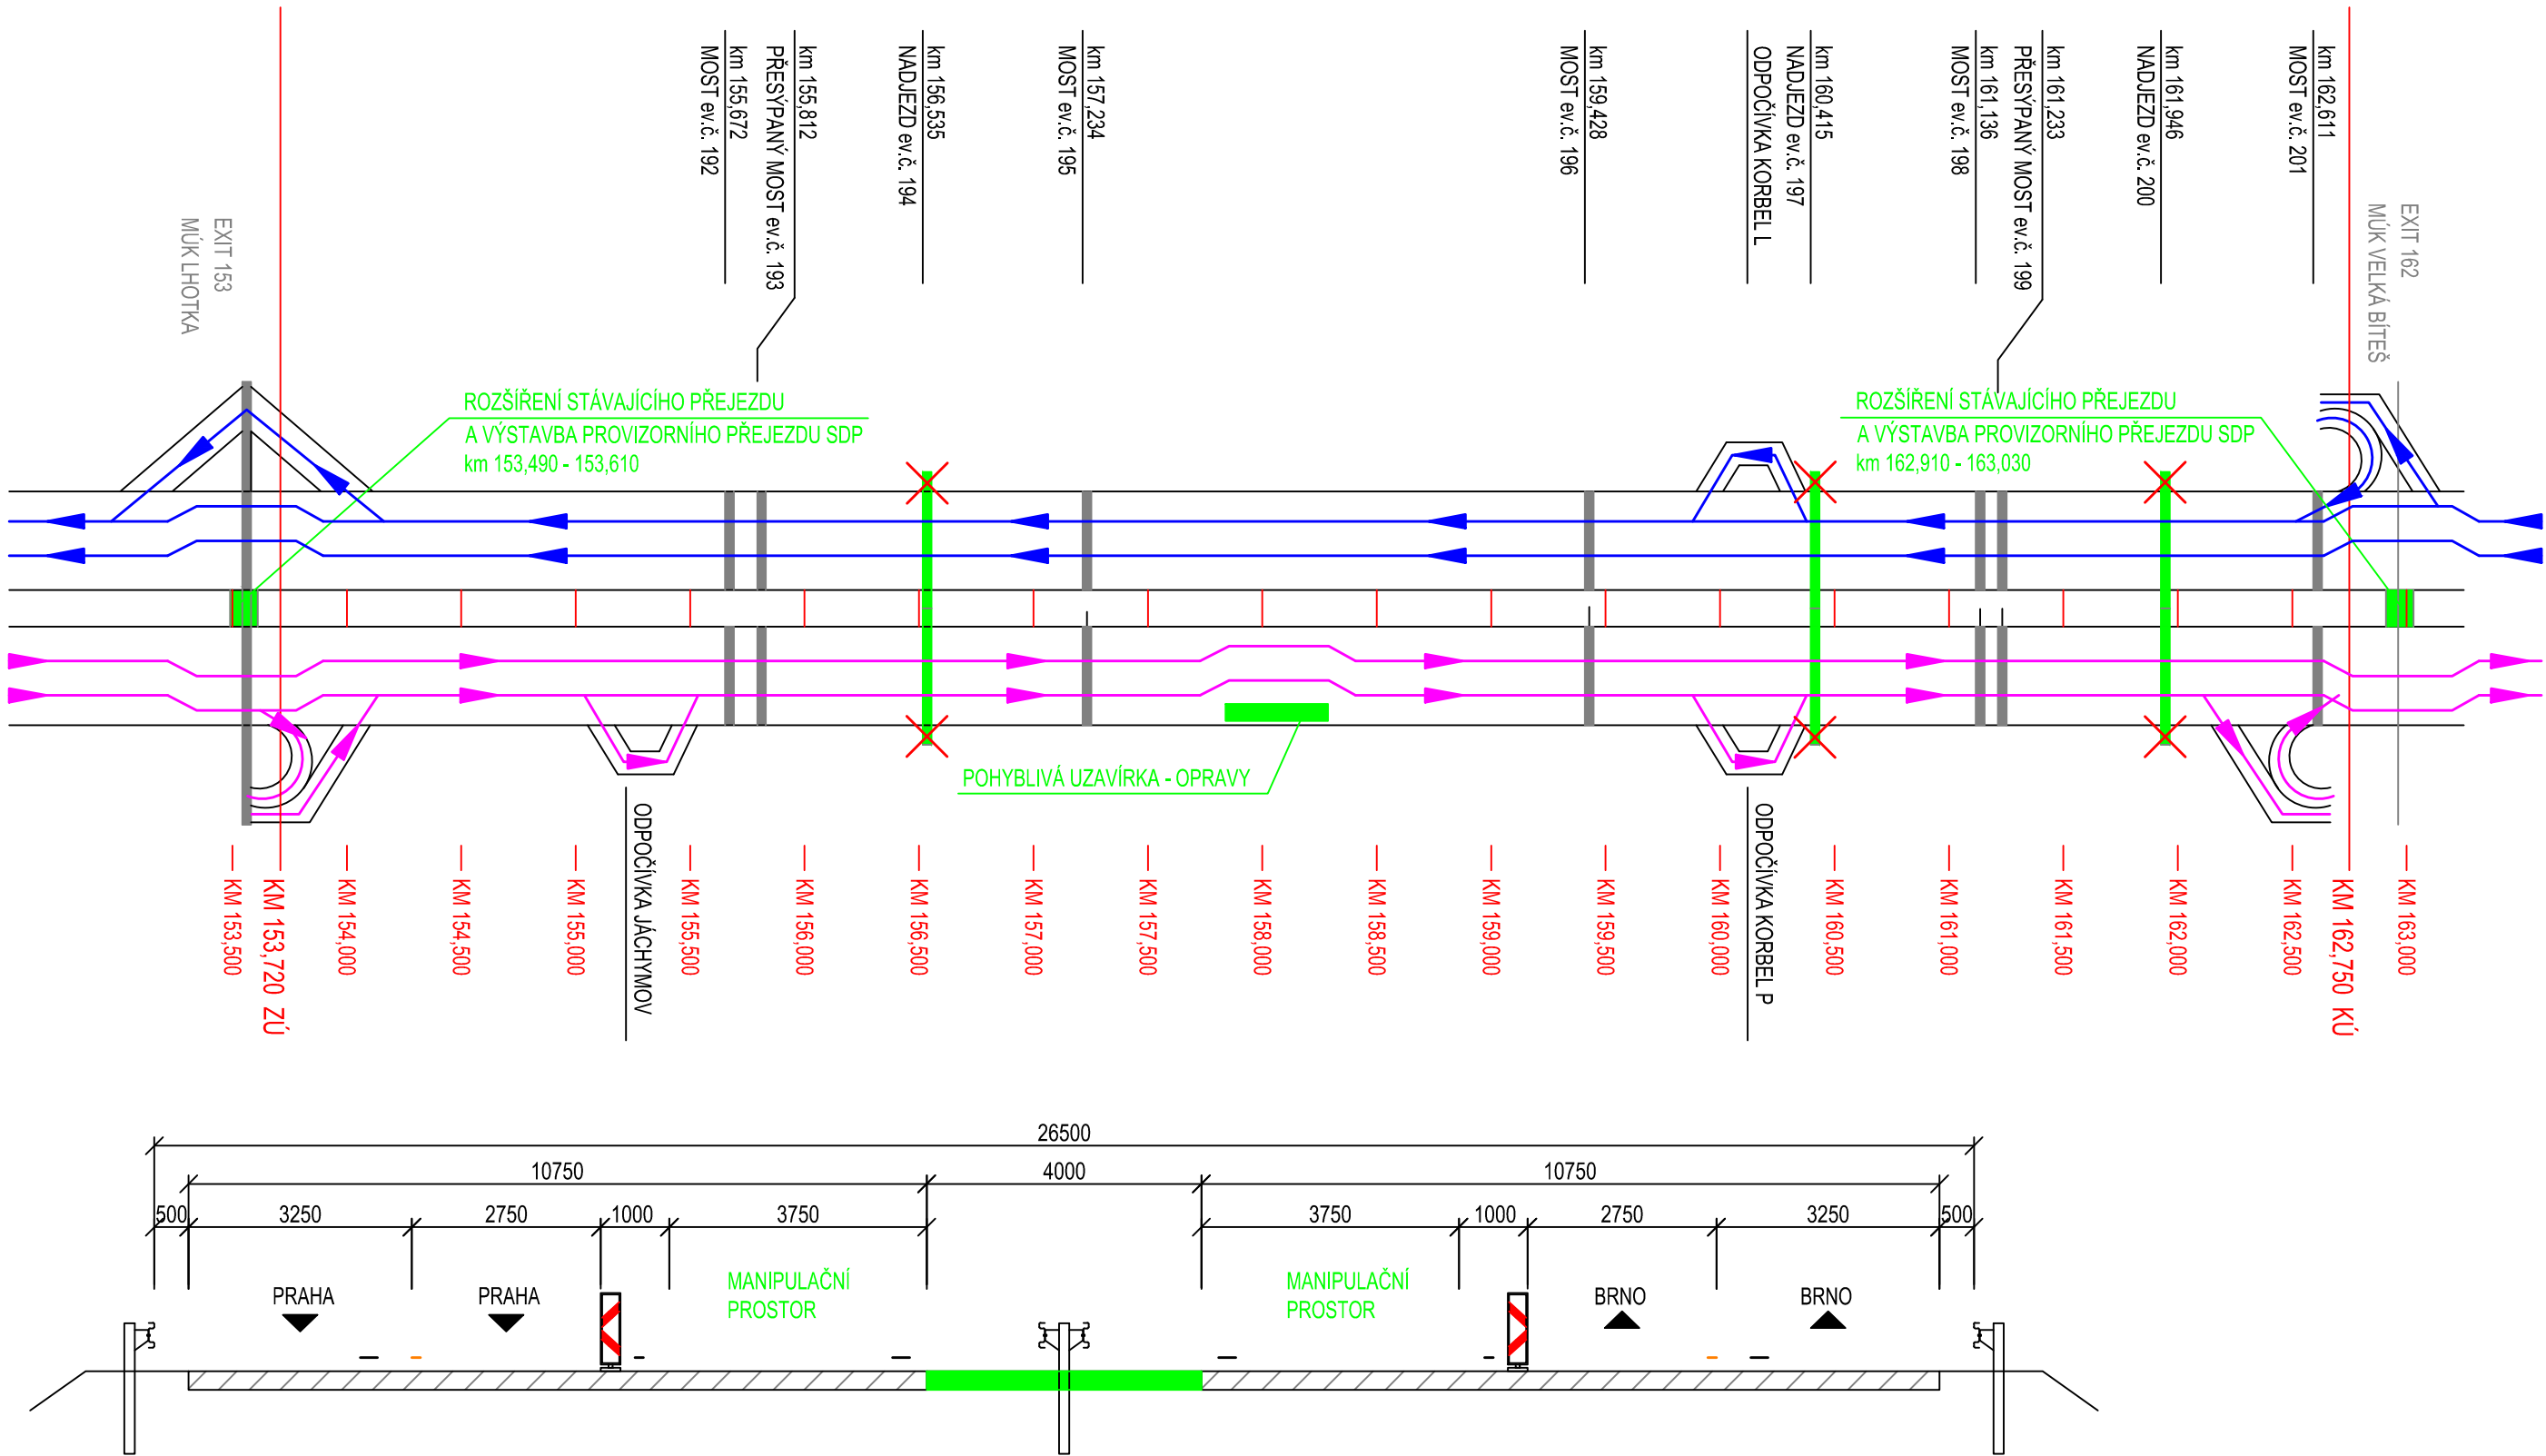 km 155,672
MOST ev.č. 192
km 155,812
PŘESÝPANÝ MOST ev.č. 193
km 156,535
NADJEZD ev.č. 194
km 157,234
MOST ev.č. 195
km 159,428
MOST ev.č. 196
ODPOČÍVKA KORBEL L
km 160,415
NADJEZD ev.č. 197
km 161,136
MOST ev.č. 198
km 161,233
PŘESÝPANÝ MOST ev.č. 199
km 161,946
NADJEZD ev.č. 200
km 162,611
MOST ev.č. 201
EXIT 153
MÚK LHOTKA
EXIT 162
MÚK VELKÁ BÍTEŠ
ROZŠÍŘENÍ STÁVAJÍCÍHO PŘEJEZDU
A VÝSTAVBA PROVIZORNÍHO PŘEJEZDU SDP
km 153,490 - 153,610
ROZŠÍŘENÍ STÁVAJÍCÍHO PŘEJEZDU
A VÝSTAVBA PROVIZORNÍHO PŘEJEZDU SDP
km 162,910 - 163,030
POHYBLIVÁ UZAVÍRKA - OPRAVY
ODPOČÍVKA JÁCHYMOV
ODPOČÍVKA KORBEL P
KM 153,500
KM 153,720 ZÚ
KM 154,000
KM 154,500
KM 155,000
KM 155,500
KM 156,000
KM 156,500
KM 157,000
KM 157,500
KM 158,000
KM 158,500
KM 159,000
KM 159,500
KM 160,000
KM 160,500
KM 161,000
KM 161,500
KM 162,000
KM 162,500
KM 162,750 KÚ
KM 163,000
26500
10750
4000
10750
500
3250
2750
1000
3750
3750
1000
2750
3250
500
PRAHA
PRAHA
MANIPULAČNÍ
PROSTOR
MANIPULAČNÍ
PROSTOR
BRNO
BRNO